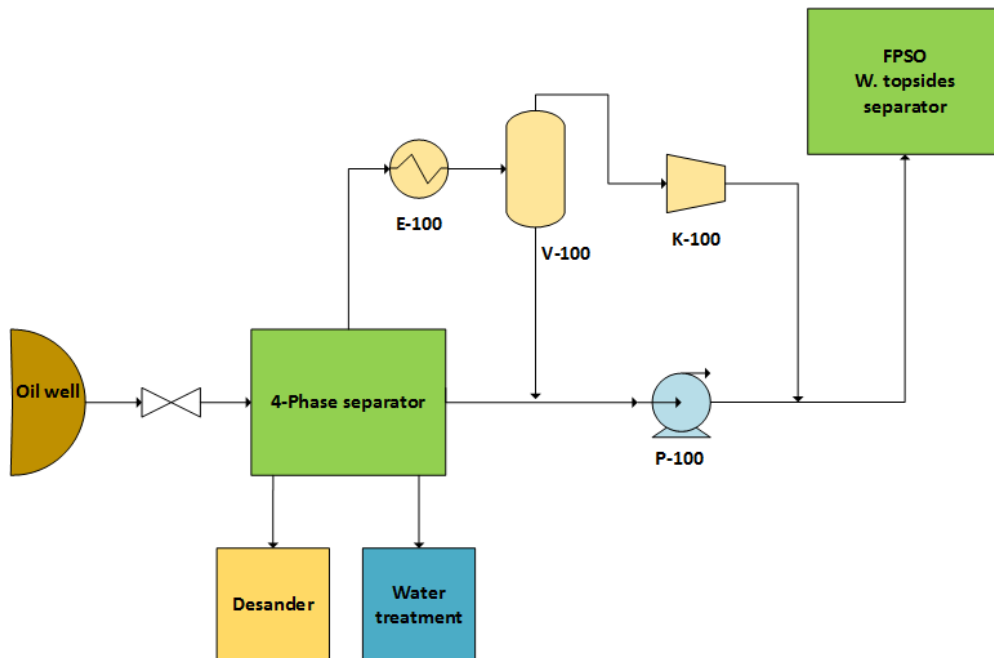 FPSO
W. topsides
separator
E-100
V-100
K-100
Oil well
4-Phase separator
P-100
Desander
Water
treatment